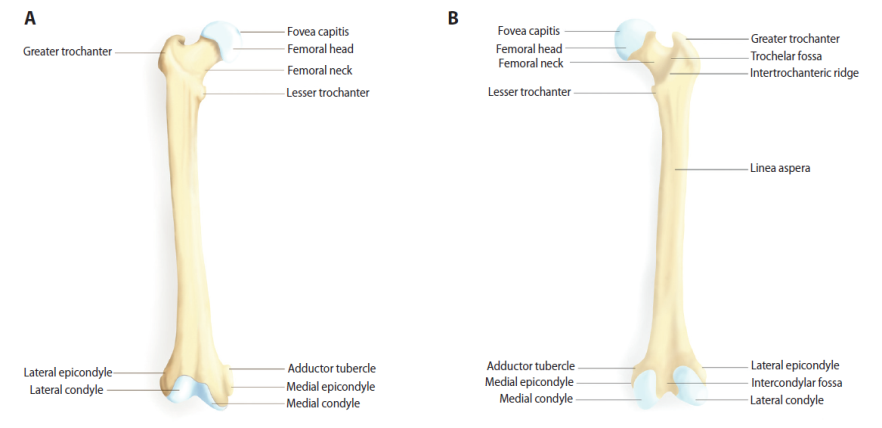 A
Fovea capitis
Greater trochanter
Femoral head
Femoral neck
Lesser trochanter
Lateral epicondyle
Lateral condyle
Adductor tubercle
Medial epicondyle
Medial condyle
B
Fovea capitis
Femoral head
Femoral neck
Lesser trochanter
Greater trochanter
Trochelar fossa
Intertrochanteric ridge
Linea aspera
Adductor tubercle
Medial epicondyle
Medial condyle
Lateral epicondyle
Intercondylar fossa
Lateral condyle